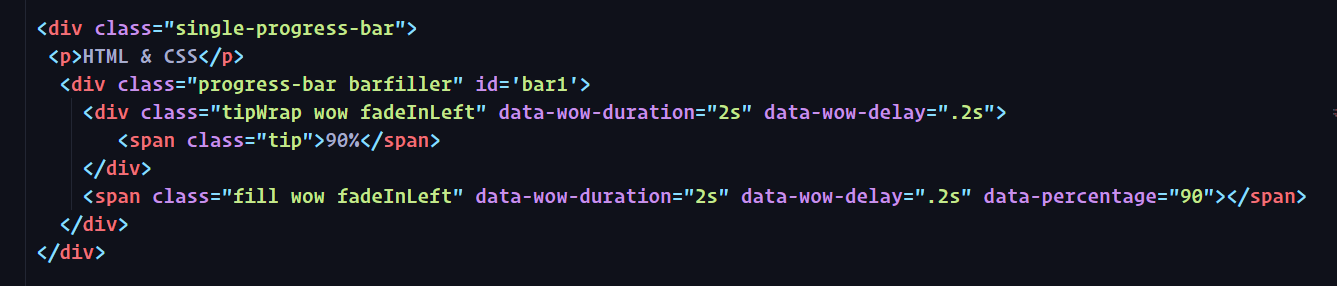 <div class="single-progress-bar">
<p>HTML & CSS</p>
<div class="progress-bar barfiller" id='bar1'>
<div class="tipWrap wow fadeInLeft" data-wow-duration="2s" data-wow-delay=".2s">
<span class="tip">90%</span>
</div>
<span class="fill wow fadeInLeft" data-wow-duration="2s" data-wow-delay=".2s" data-percentage="90"></span>
</div>
</div>